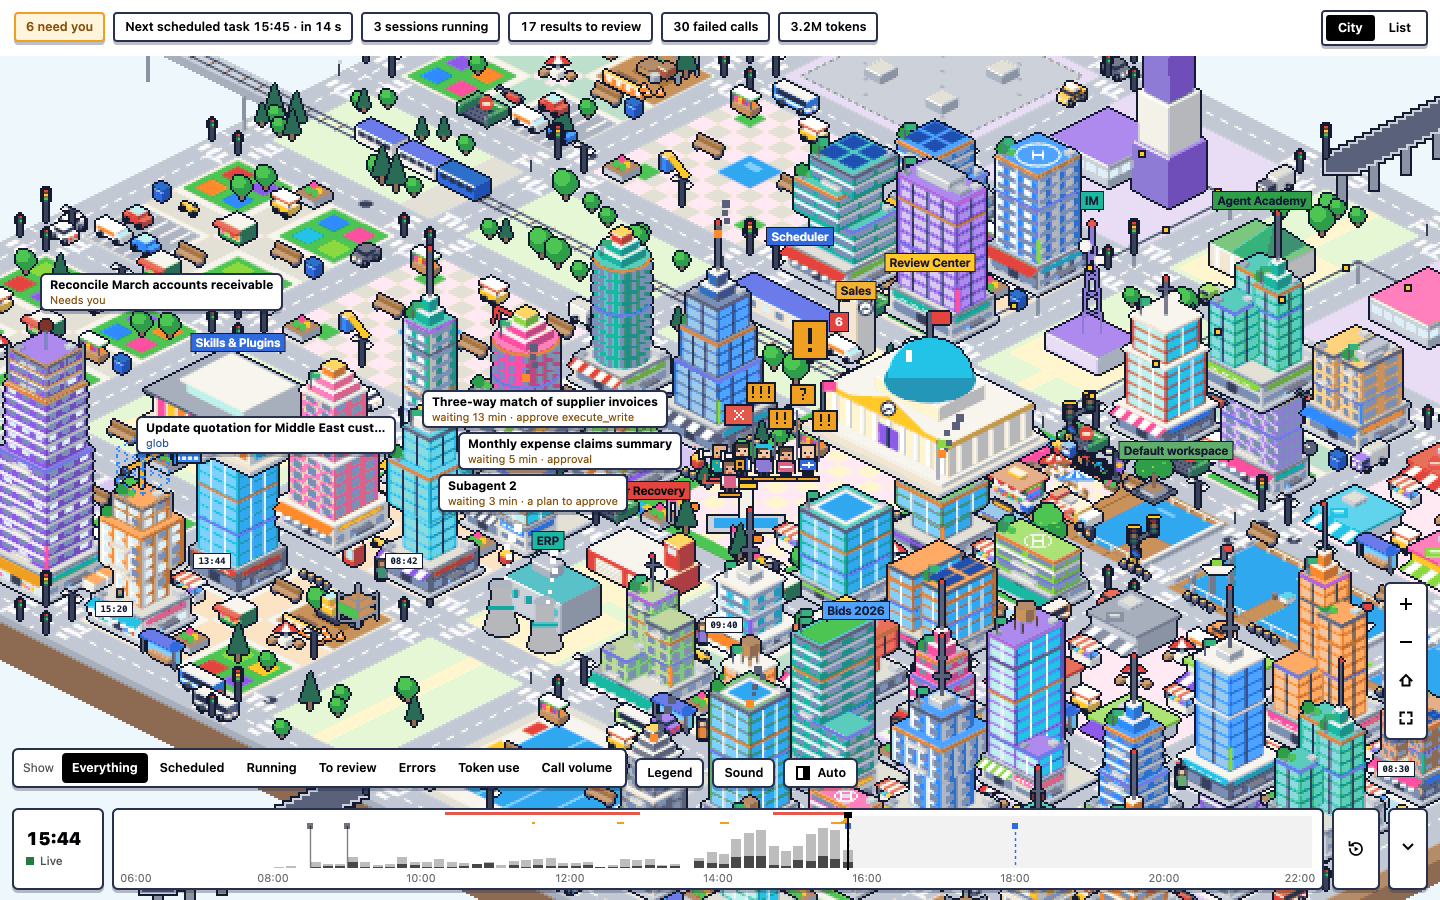 6 need you
Next scheduled task 15:45 · in 14 s
3 sessions running
17 results to review
30 failed calls
3.2M tokens
City
List
IM
Agent Academy
Scheduler
Review Center
Reconcile March accounts receivable
Needs you
Sales
6
!
Skills & Plugins
!!!
?
Three-way match of supplier invoices
waiting 13 min · approve execute_write
!!
!!
Update quotation for Middle East cust...
glob
Monthly expense claims summary
waiting 5 min · approval
Default workspace
Subagent 2
waiting 3 min · a plan to approve
Recovery
ERP
13:44
08:42
15:20
Bids 2026
09:40
+
−
Show
Everything
Scheduled
Running
To review
Errors
Token use
Call volume
Legend
Sound
Auto
08:30
15:44
Live
06:00
08:00
10:00
12:00
14:00
16:00
18:00
20:00
22:00